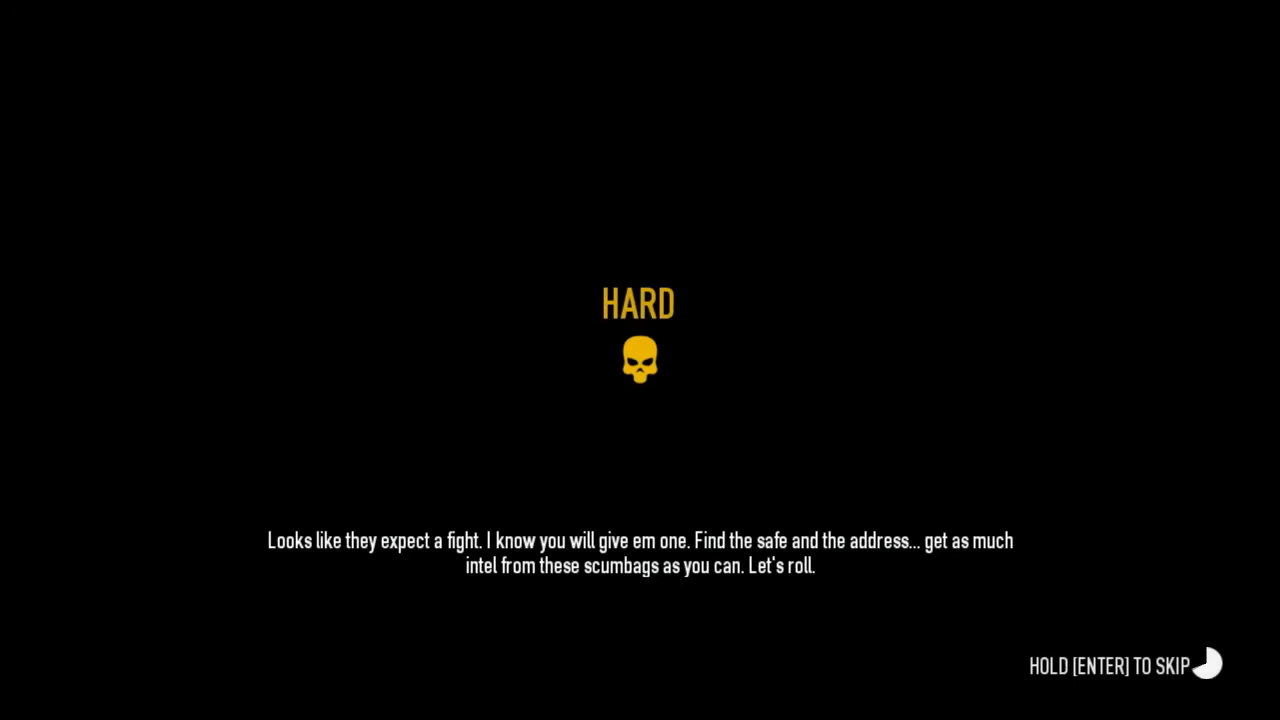 HARD
Looks like they expect a fight. I know you will give em one. Find the safe and the address... get as much
intel from these scumbags as you can. Let's roll.
HOLD [ENTER] TO SKIP